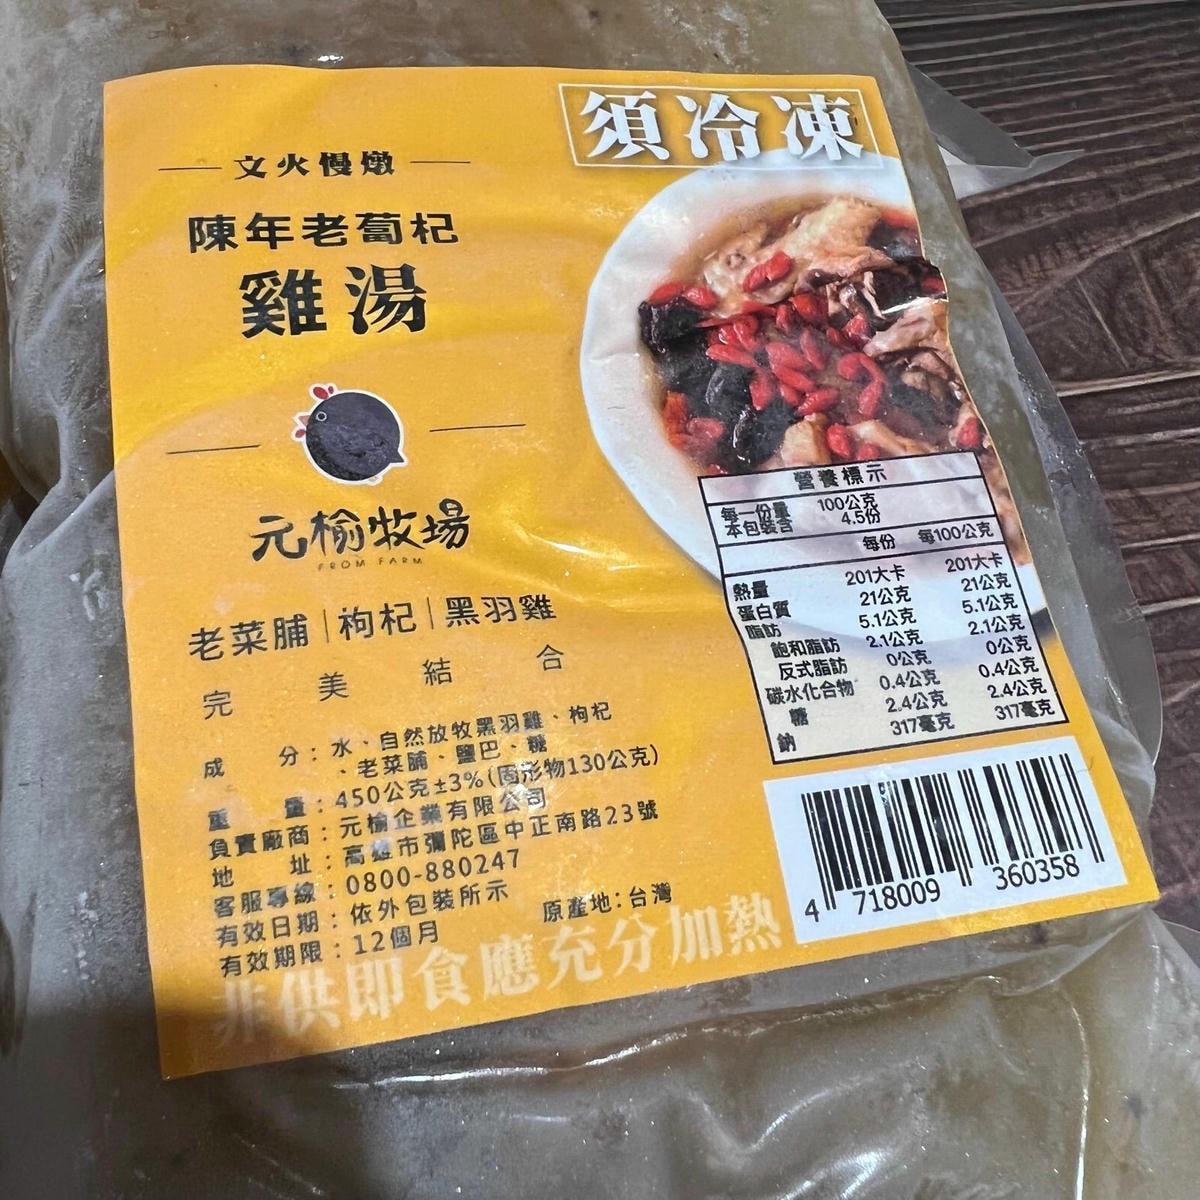 須冷凍
文火慢燉
陳年老蔔杞
雞湯
元榆牧場
FROM FARM
老菜脯|枸杞|黑羽雞
完美結合
成分：水、自然放牧黑羽雞、枸杞
、老菜脯、鹽巴、糖
重量：450公克±3%(固形物130公克)
負責廠商：元榆企業有限公司
地址：高雄市彌陀區中正南路23號
客服專線：0800-880247
有效日期：依外包裝所示
有效期限：12個月
原產地:台灣
非供即食應充分加熱
營養標示
每一份量 100公克
本包裝含 4.5份
每份 每100公克
熱量 201大卡 201大卡
蛋白質 21公克 21公克
脂肪 5.1公克 5.1公克
飽和脂肪 2.1公克 2.1公克
反式脂肪 0公克 0公克
碳水化合物 0.4公克 0.4公克
糖 2.4公克 2.4公克
鈉 317毫克 317毫克
4 718009 360358